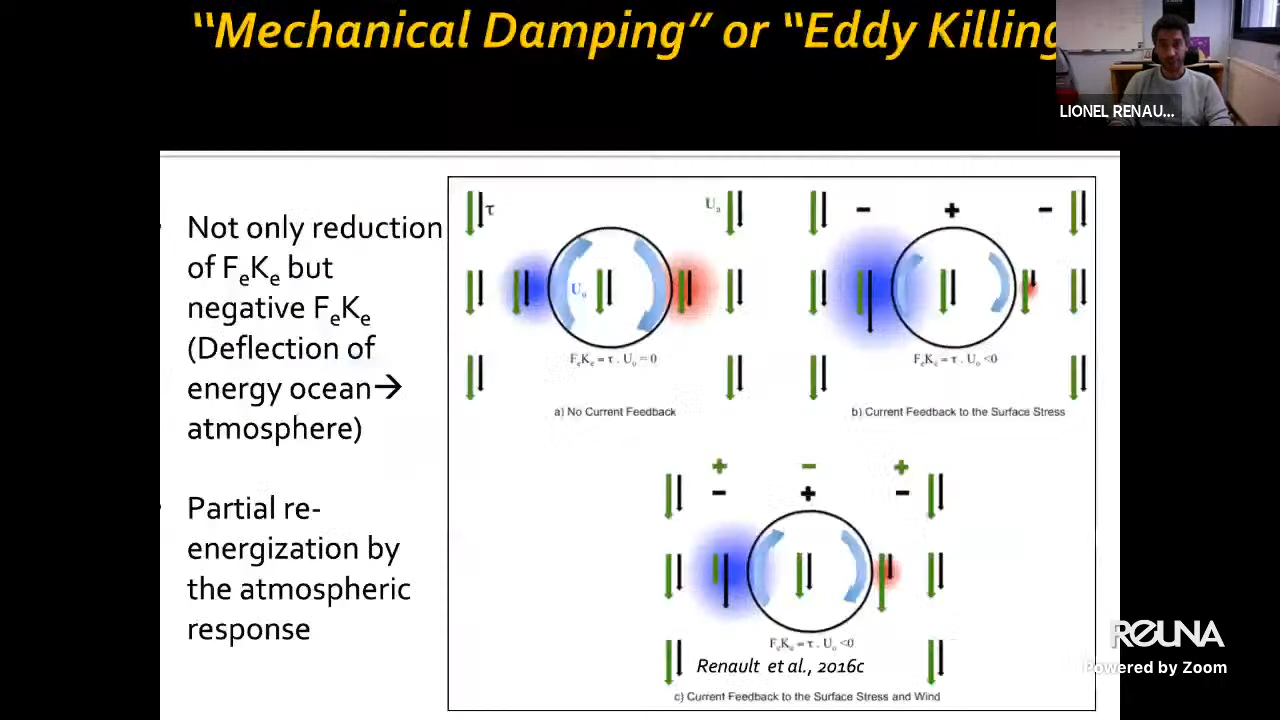 “Mechanical Damping” or “Eddy Killing
LIONEL RENAU...
Not only reduction
of FeKe but
negative FeKe
(Deflection of
energy ocean→
atmosphere)
Partial re-
energization by
the atmospheric
response
τ
Ua
Uo
FeKe = τ . Uo = 0
a) No Current Feedback
− + −
FeKe = τ . Uo <0
b) Current Feedback to the Surface Stress
+ − +
− + −
FeKe = τ . Uo <0
Renault et al., 2016c
c) Current Feedback to the Surface Stress and Wind
REUNA
Powered by Zoom